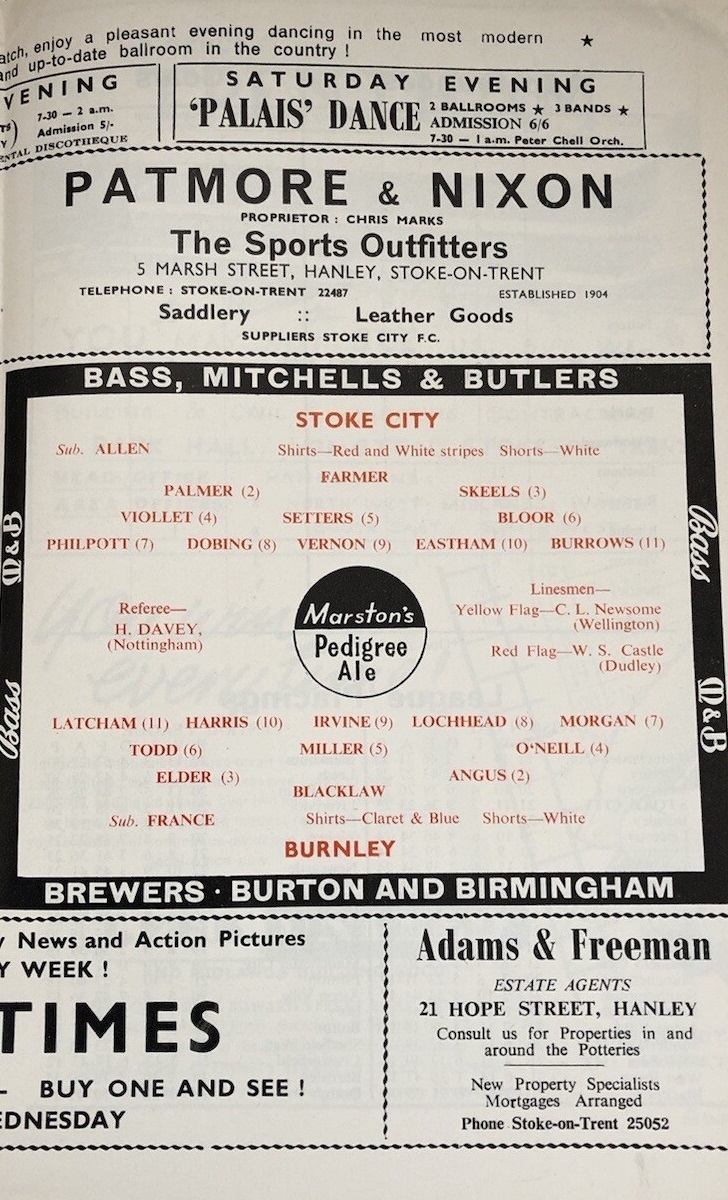 atch, enjoy a pleasant evening dancing in the most modern ★
and up-to-date ballroom in the country !
VENING
7-30 — 2 a.m.
Admission 5/-
ENTAL DISCOTHEQUE
SATURDAY EVENING
'PALAIS' DANCE
2 BALLROOMS ★ 3 BANDS ★
ADMISSION 6/6
7-30 — 1 a.m. Peter Chell Orch.
PATMORE & NIXON
PROPRIETOR : CHRIS MARKS
The Sports Outfitters
5 MARSH STREET, HANLEY, STOKE-ON-TRENT
TELEPHONE : STOKE-ON-TRENT 22487 ESTABLISHED 1904
Saddlery :: Leather Goods
SUPPLIERS STOKE CITY F.C.
BASS, MITCHELLS & BUTLERS
STOKE CITY
Sub. ALLEN Shirts—Red and White stripes Shorts—White
FARMER
PALMER (2) SKEELS (3)
VIOLLET (4) SETTERS (5) BLOOR (6)
PHILPOTT (7) DOBING (8) VERNON (9) EASTHAM (10) BURROWS (11)
M & B
Bass
Referee—
H. DAVEY,
(Nottingham)
Marston's
Pedigree
Ale
Linesmen—
Yellow Flag—C. L. Newsome
(Wellington)
Red Flag—W. S. Castle
(Dudley)
Bass
M & B
LATCHAM (11) HARRIS (10) IRVINE (9) LOCHHEAD (8) MORGAN (7)
TODD (6) MILLER (5) O'NEILL (4)
ELDER (3) ANGUS (2)
BLACKLAW
Sub. FRANCE Shirts—Claret & Blue Shorts—White
BURNLEY
BREWERS · BURTON AND BIRMINGHAM
y News and Action Pictures
Y WEEK !
TIMES
- BUY ONE AND SEE !
EDNESDAY
Adams & Freeman
ESTATE AGENTS
21 HOPE STREET, HANLEY
Consult us for Properties in and
around the Potteries
New Property Specialists
Mortgages Arranged
Phone Stoke-on-Trent 25052